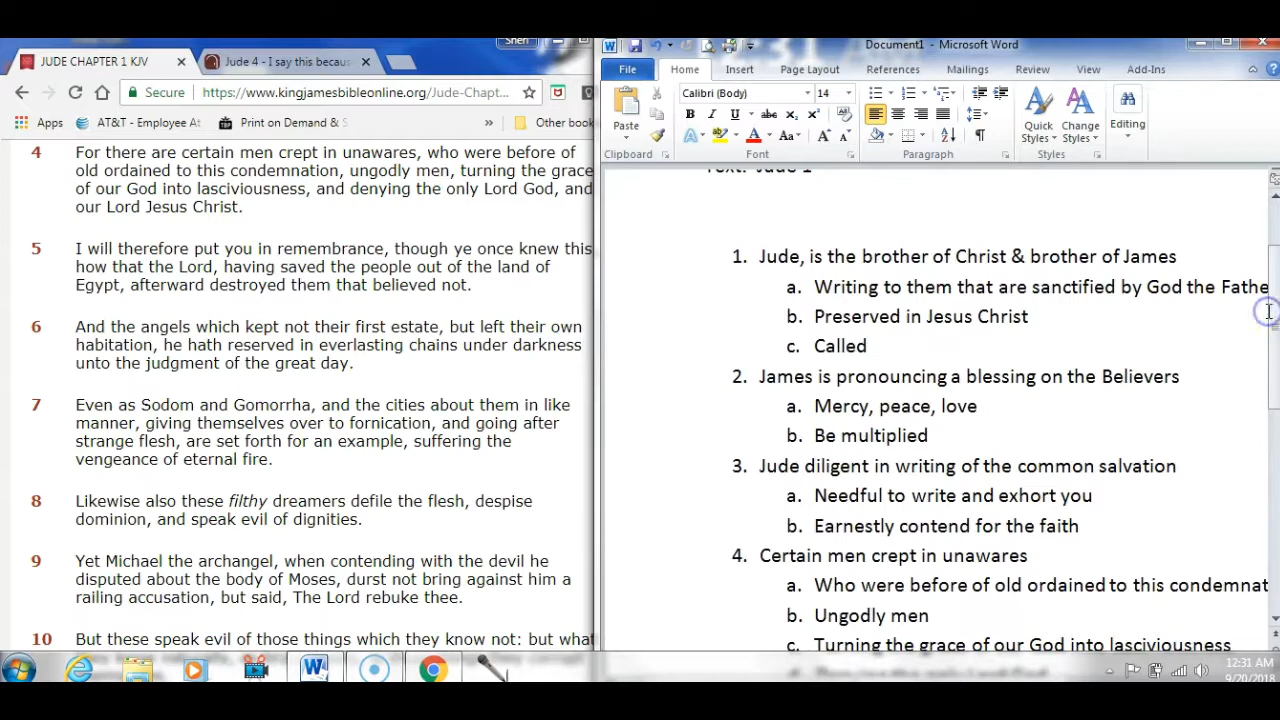 Sheri
JUDE CHAPTER 1 KJV
Jude 4 - I say this becaus
Secure
https://www.kingjamesbibleonline.org/Jude-Chapt...
Apps
AT&T - Employee At
Print on Demand & S
»
Other book
4 For there are certain men crept in unawares, who were before of
old ordained to this condemnation, ungodly men, turning the grace
of our God into lasciviousness, and denying the only Lord God, and
our Lord Jesus Christ.
5 I will therefore put you in remembrance, though ye once knew this
how that the Lord, having saved the people out of the land of
Egypt, afterward destroyed them that believed not.
6 And the angels which kept not their first estate, but left their own
habitation, he hath reserved in everlasting chains under darkness
unto the judgment of the great day.
7 Even as Sodom and Gomorrha, and the cities about them in like
manner, giving themselves over to fornication, and going after
strange flesh, are set forth for an example, suffering the
vengeance of eternal fire.
8 Likewise also these filthy dreamers defile the flesh, despise
dominion, and speak evil of dignities.
9 Yet Michael the archangel, when contending with the devil he
disputed about the body of Moses, durst not bring against him a
railing accusation, but said, The Lord rebuke thee.
10 But these speak evil of those things which they know not: but what
Document1 - Microsoft Word
File Home Insert Page Layout References Mailings Review View Add-Ins
Calibri (Body) 14
Paste
Quick Styles
Change Styles
Editing
Clipboard Font Paragraph Styles
Text: Jude 1
1. Jude, is the brother of Christ & brother of James
a. Writing to them that are sanctified by God the Fathe
b. Preserved in Jesus Christ
c. Called
2. James is pronouncing a blessing on the Believers
a. Mercy, peace, love
b. Be multiplied
3. Jude diligent in writing of the common salvation
a. Needful to write and exhort you
b. Earnestly contend for the faith
4. Certain men crept in unawares
a. Who were before of old ordained to this condemnat
b. Ungodly men
c. Turning the grace of our God into lasciviousness
12:31 AM
9/20/2018